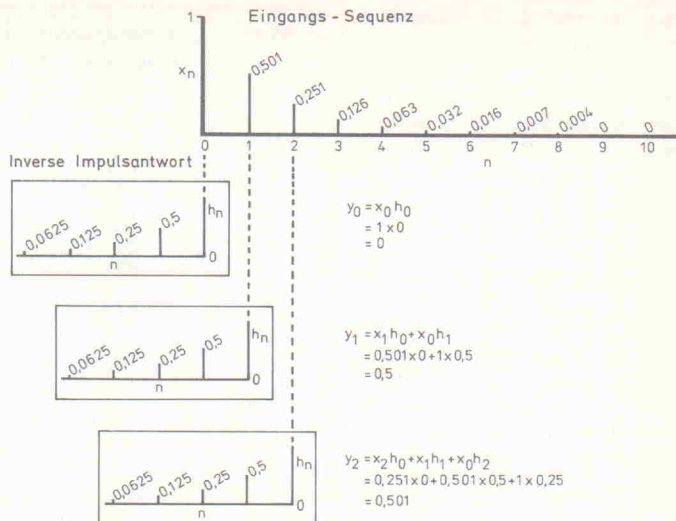 Eingangs - Sequenz
1
x_n
0,501
0,251
0,126
0,063
0,032
0,016
0,007
0,004
0
0
0 1 2 3 4 5 6 7 8 9 10
n
Inverse Impulsantwort
0,0625
0,125
0,25
0,5
h_n
0
n
y_0 = x_0 h_0
= 1 x 0
= 0
0,0625
0,125
0,25
0,5
h_n
0
n
y_1 = x_1 h_0 + x_0 h_1
= 0,501 x 0 + 1 x 0,5
= 0,5
0,0625
0,125
0,25
0,5
h_n
0
n
y_2 = x_2 h_0 + x_1 h_1 + x_0 h_2
= 0,251 x 0 + 0,501 x 0,5 + 1 x 0,25
= 0,501